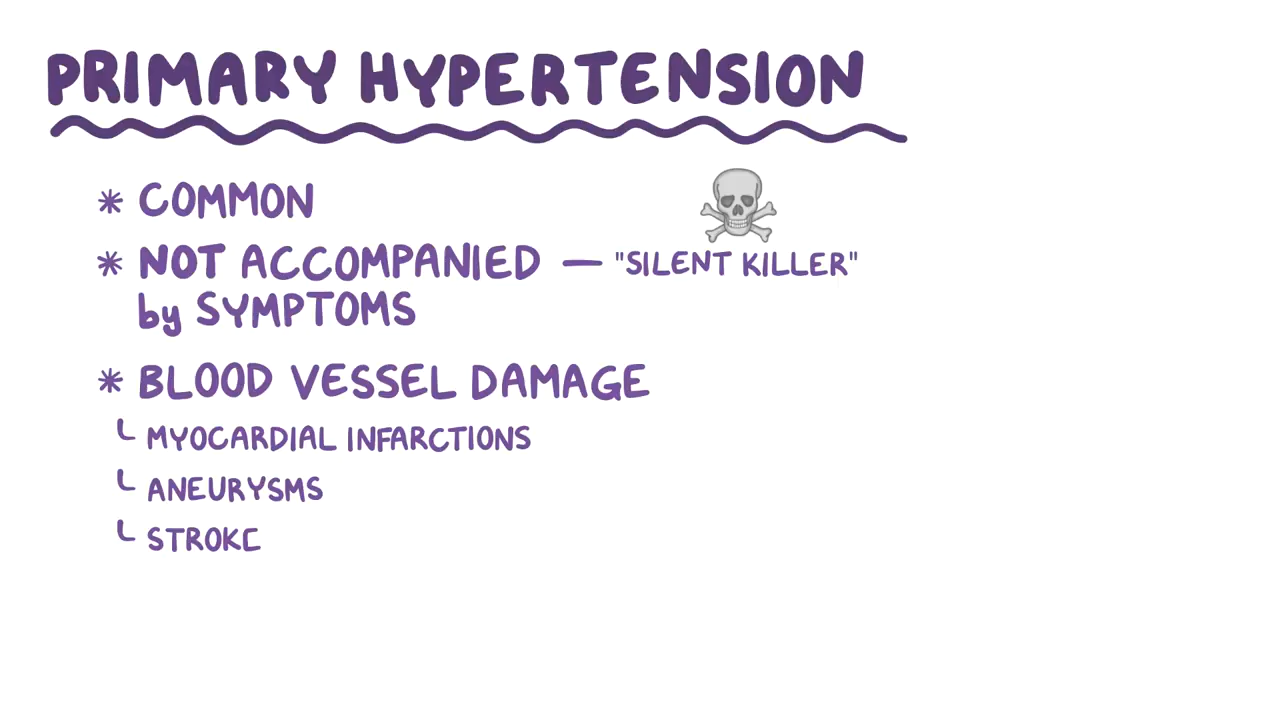 PRIMARY HYPERTENSION
* COMMON
* NOT ACCOMPANIED — "SILENT KILLER"
by SYMPTOMS
* BLOOD VESSEL DAMAGE
MYOCARDIAL INFARCTIONS
ANEURYSMS
STROKE